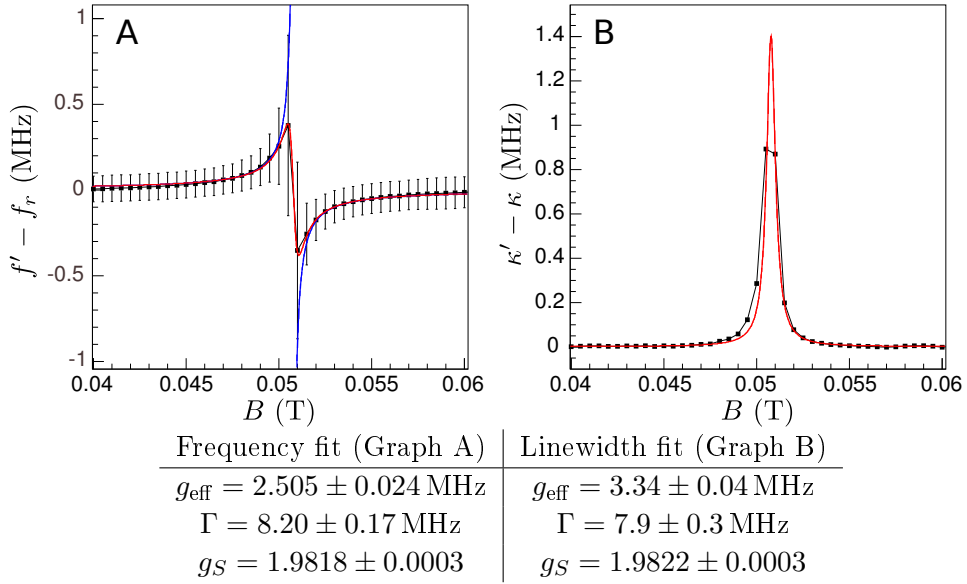 A
1
0.5
0
-0.5
-1
f′ − f_r (MHz)
0.04 0.045 0.05 0.055 0.06
B (T)
B
1.4
1.2
1
0.8
0.6
0.4
0.2
0
κ′ − κ (MHz)
0.04 0.045 0.05 0.055 0.06
B (T)
Frequency fit (Graph A) Linewidth fit (Graph B)
g_eff = 2.505 ± 0.024 MHz g_eff = 3.34 ± 0.04 MHz
Γ = 8.20 ± 0.17 MHz Γ = 7.9 ± 0.3 MHz
g_S = 1.9818 ± 0.0003 g_S = 1.9822 ± 0.0003